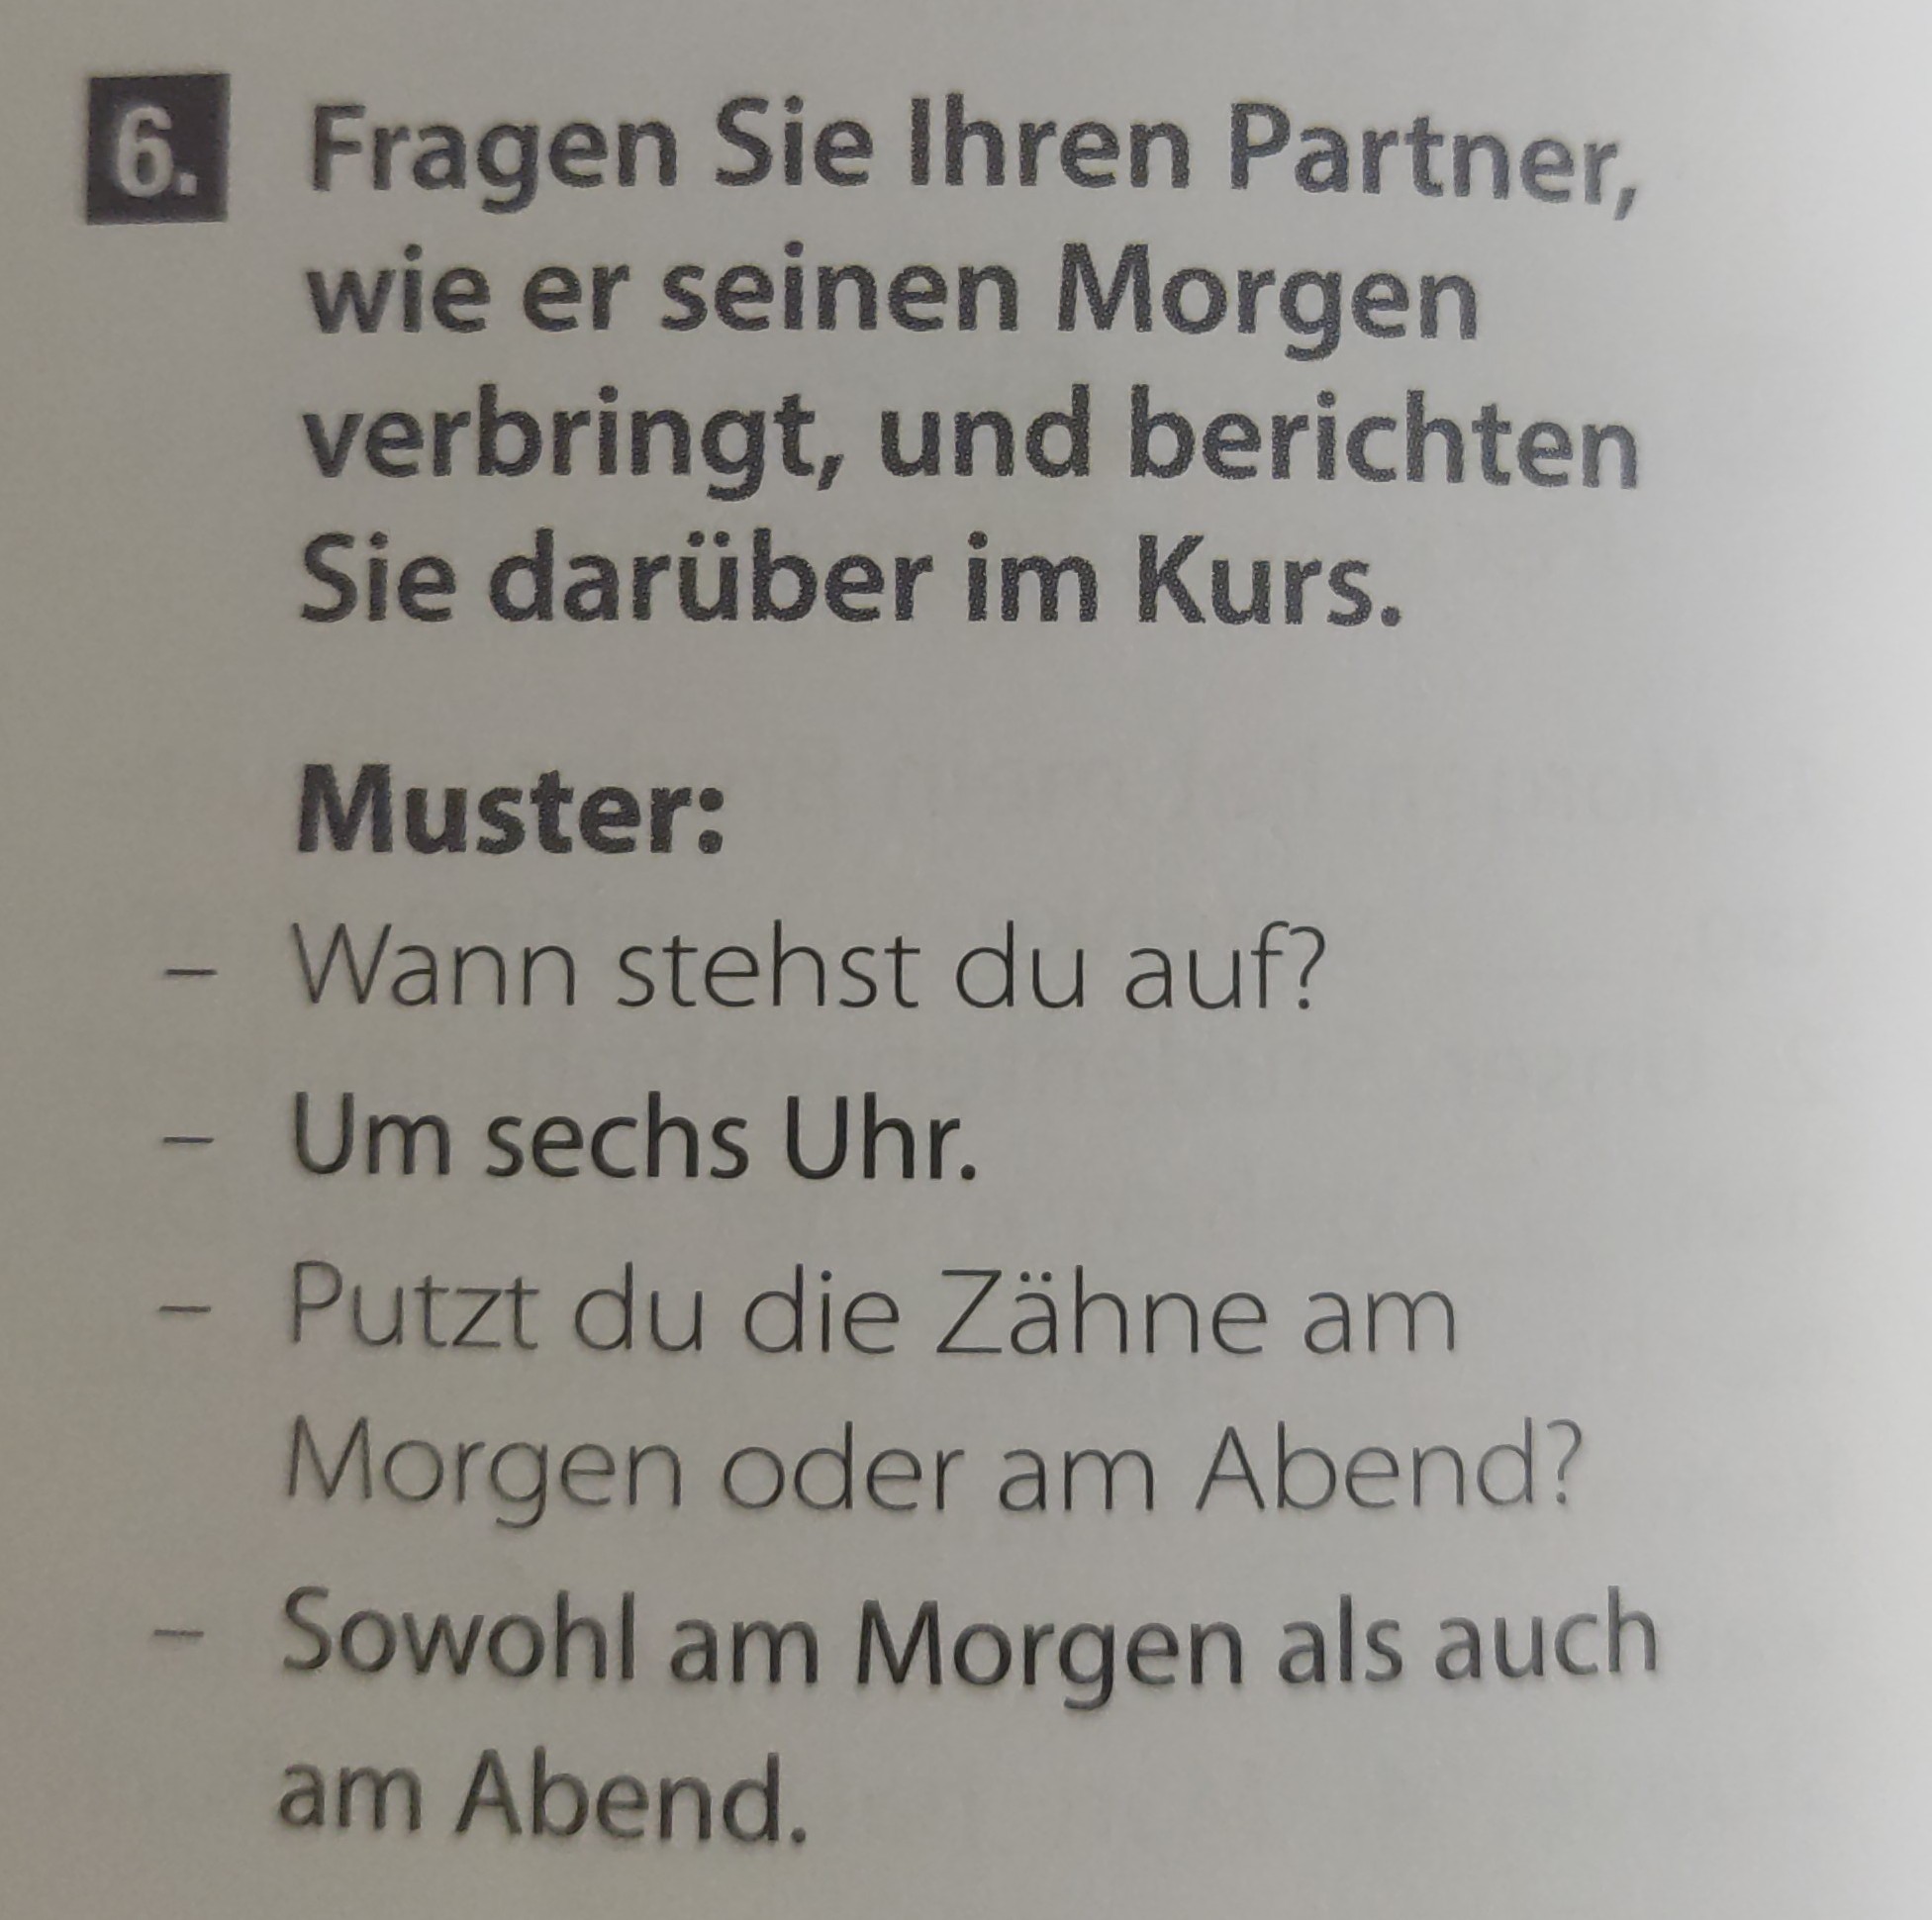 6. Fragen Sie Ihren Partner,
wie er seinen Morgen
verbringt, und berichten
Sie darüber im Kurs.
Muster:
– Wann stehst du auf?
– Um sechs Uhr.
– Putzt du die Zähne am
Morgen oder am Abend?
– Sowohl am Morgen als auch
am Abend.